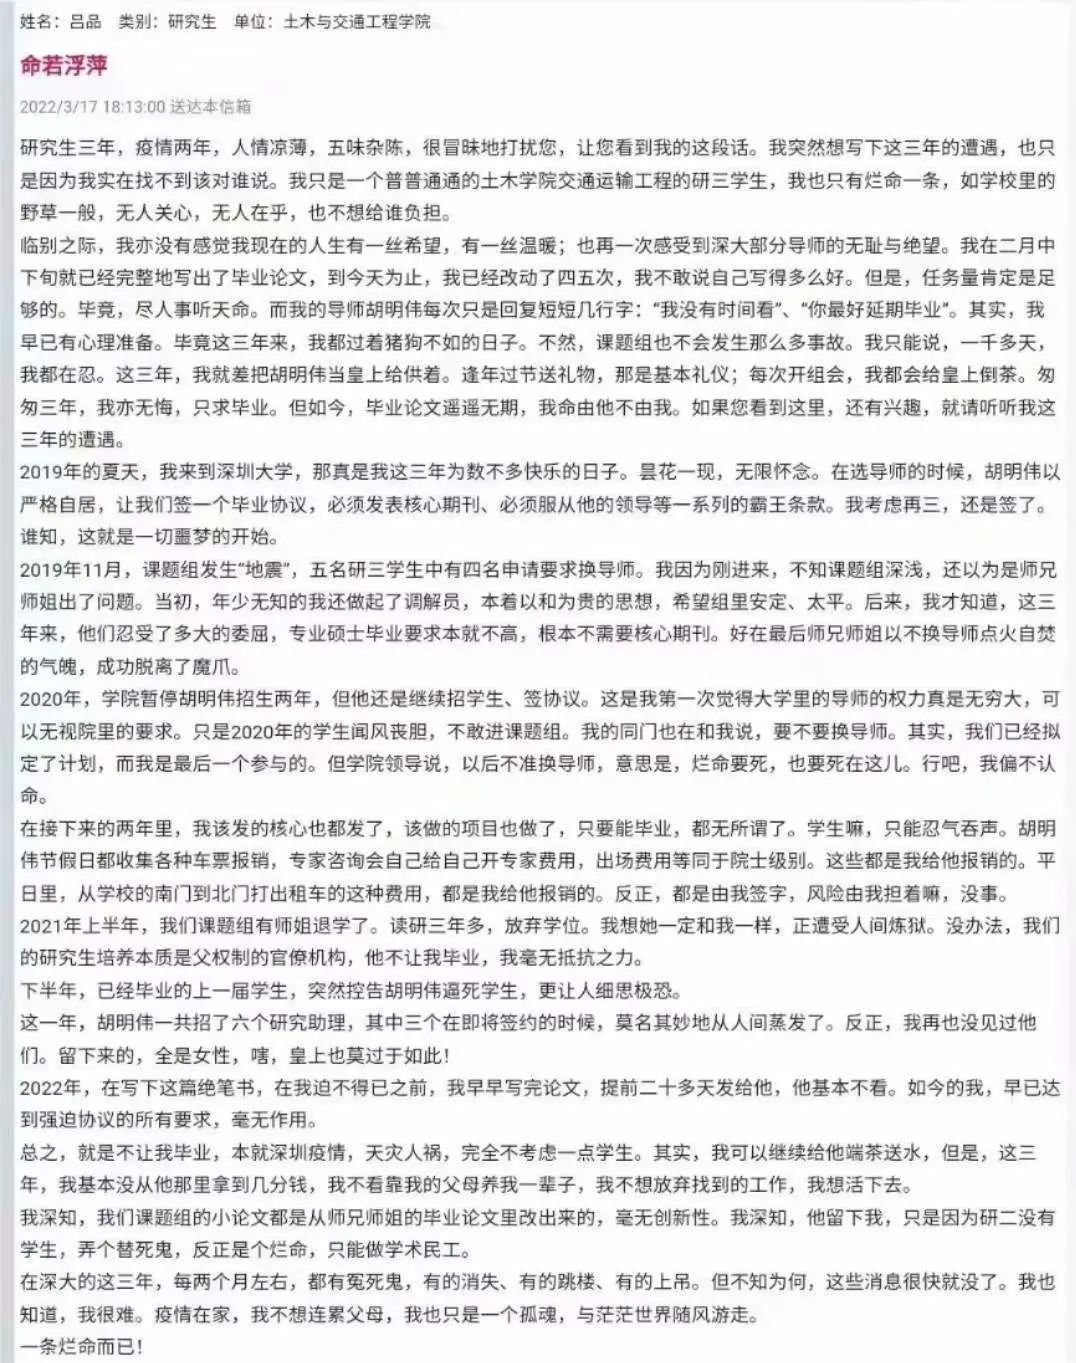 姓名：吕品　类别：研究生　单位：土木与交通工程学院
命若浮萍
2022/3/17 18:13:00 送达本信箱
研究生三年，疫情两年，人情凉薄，五味杂陈，很冒昧地打扰您，让您看到我的这段话。我突然想写下这三年的遭遇，也只
是因为我实在找不到该对谁说。我只是一个普普通通的土木学院交通运输工程的研三学生，我也只有烂命一条，如学校里的
野草一般，无人关心，无人在乎，也不想给谁负担。
临别之际，我亦没有感觉我现在的人生有一丝希望，有一丝温暖；也再一次感受到深大部分导师的无耻与绝望。我在二月中
下旬就已经完整地写出了毕业论文，到今天为止，我已经改动了四五次，我不敢说自己写得多么好。但是，任务量肯定是足
够的。毕竟，尽人事听天命。而我的导师胡明伟每次只是回复短短几行字：“我没有时间看”、“你最好延期毕业”。其实，我
早已有心理准备。毕竟这三年来，我都过着猪狗不如的日子。不然，课题组也不会发生那么多事故。我只能说，一千多天，
我都在忍。这三年，我就差把胡明伟当皇上给供着。逢年过节送礼物，那是基本礼仪；每次开组会，我都会给皇上倒茶。匆
匆三年，我亦无悔，只求毕业。但如今，毕业论文遥遥无期，我命由他不由我。如果您看到这里，还有兴趣，就请听听我这
三年的遭遇。
2019年的夏天，我来到深圳大学，那真是我这三年为数不多快乐的日子。昙花一现，无限怀念。在选导师的时候，胡明伟以
严格自居，让我们签一个毕业协议，必须发表核心期刊、必须服从他的领导等一系列的霸王条款。我考虑再三，还是签了。
谁知，这就是一切噩梦的开始。
2019年11月，课题组发生“地震”，五名研三学生中有四名申请要求换导师。我因为刚进来，不知课题组深浅，还以为是师兄
师姐出了问题。当初，年少无知的我还做起了调解员，本着以和为贵的思想，希望组里安定、太平。后来，我才知道，这三
年来，他们忍受了多大的委屈，专业硕士毕业要求本就不高，根本不需要核心期刊。好在最后师兄师姐以不换导师点火自焚
的气魄，成功脱离了魔爪。
2020年，学院暂停胡明伟招生两年，但他还是继续招学生、签协议。这是我第一次觉得大学里的导师的权力真是无穷大，可
以无视院里的要求。只是2020年的学生闻风丧胆，不敢进课题组。我的同门也在和我说，要不要换导师。其实，我们已经拟
定了计划，而我是最后一个参与的。但学院领导说，以后不准换导师，意思是，烂命要死，也要死在这儿。行吧，我偏不认
命。
在接下来的两年里，我该发的核心也都发了，该做的项目也做了，只要能毕业，都无所谓了。学生嘛，只能忍气吞声。胡明
伟节假日都收集各种车票报销，专家咨询会自己给自己开专家费用，出场费用等同于院士级别。这些都是我给他报销的。平
日里，从学校的南门到北门打出租车的这种费用，都是我给他报销的。反正，都是由我签字，风险由我担着嘛，没事。
2021年上半年，我们课题组有师姐退学了。读研三年多，放弃学位。我想她一定和我一样，正遭受人间炼狱。没办法，我们
的研究生培养本质是父权制的官僚机构，他不让我毕业，我毫无抵抗之力。
下半年，已经毕业的上一届学生，突然控告胡明伟逼死学生，更让人细思极恐。
这一年，胡明伟一共招了六个研究助理，其中三个在即将签约的时候，莫名其妙地从人间蒸发了。反正，我再也没见过他
们。留下来的，全是女性，嗐，皇上也莫过于如此！
2022年，在写下这篇绝笔书，在我迫不得已之前，我早早写完论文，提前二十多天发给他，他基本不看。如今的我，早已达
到强迫协议的所有要求，毫无作用。
总之，就是不让我毕业，本就深圳疫情，天灾人祸，完全不考虑一点学生。其实，我可以继续给他端茶送水，但是，这三
年，我基本没从他那里拿到几分钱，我不看靠我的父母养我一辈子，我不想放弃找到的工作，我想活下去。
我深知，我们课题组的小论文都是从师兄师姐的毕业论文里改出来的，毫无创新性。我深知，他留下我，只是因为研二没有
学生，弄个替死鬼，反正是个烂命，只能做学术民工。
在深大的这三年，每两个月左右，都有冤死鬼，有的消失、有的跳楼、有的上吊。但不知为何，这些消息很快就没了。我也
知道，我很难。疫情在家，我不想连累父母，我也只是一个孤魂，与茫茫世界随风游走。
一条烂命而已！